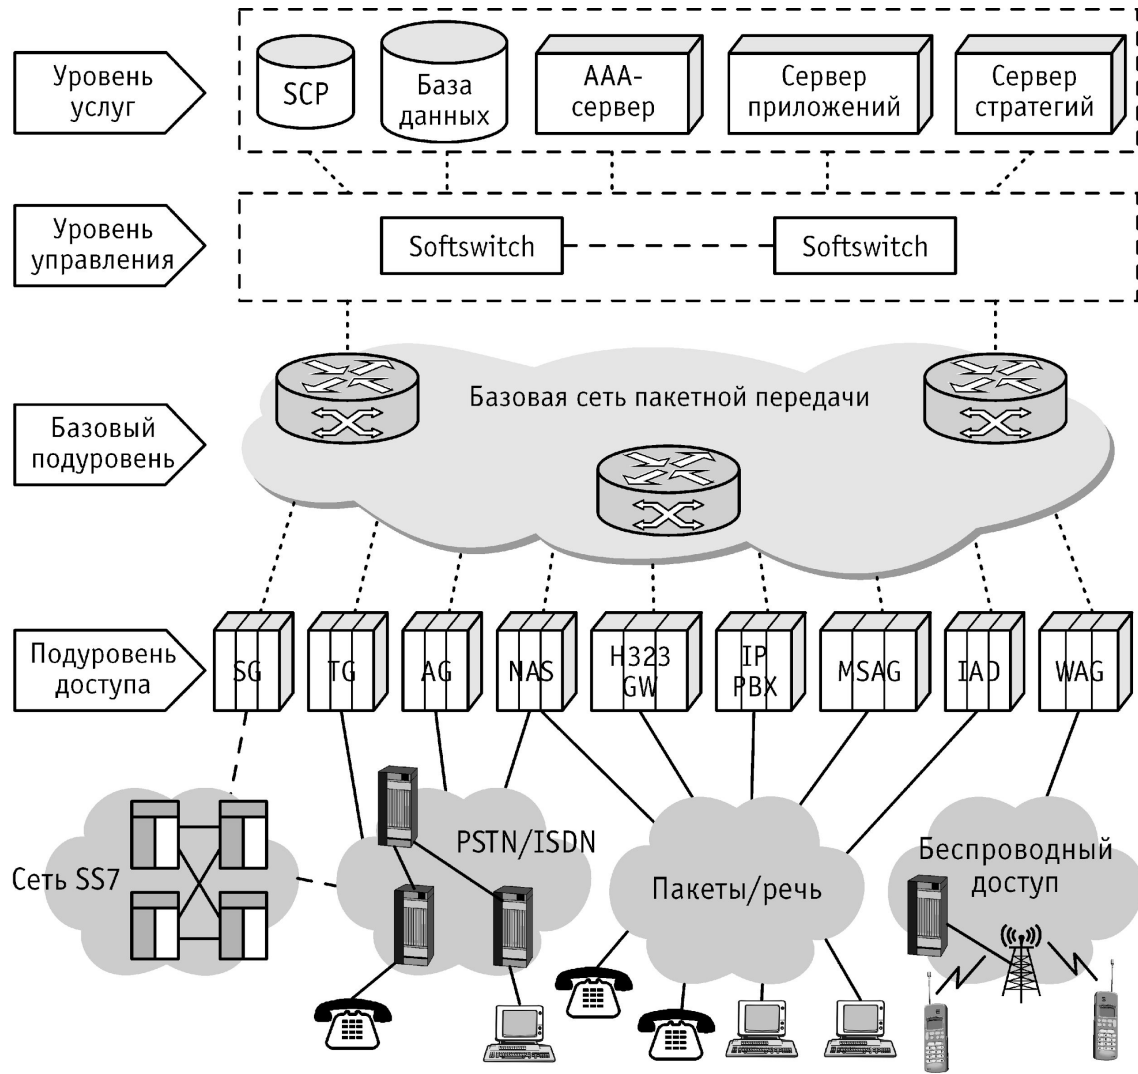 Уровень
услуг
SCP
База
данных
ААА-
сервер
Сервер
приложений
Сервер
стратегий
Уровень
управления
Softswitch
Softswitch
Базовый
подуровень
Базовая сеть пакетной передачи
Подуровень
доступа
SG
TG
AG
NAS
H323
GW
IP
PBX
MSAG
IAD
WAG
Сеть SS7
PSTN/ISDN
Пакеты/речь
Беспроводный
доступ